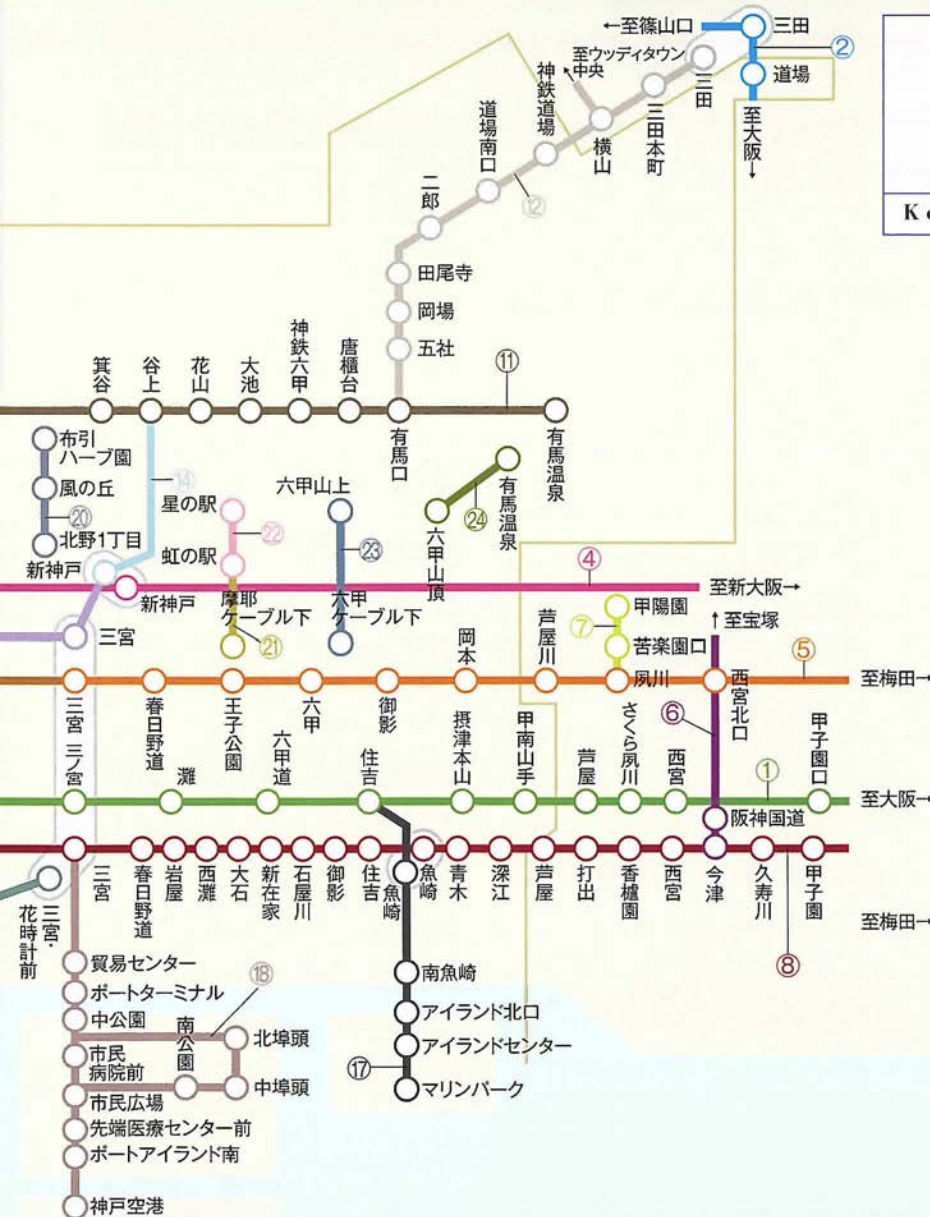 ←至篠山口
三田
②
至ウッディタウン
中央
道場
三田
神鉄道場
三田本町
至大阪↓
横山
道場南口
⑫
二郎
K
田尾寺
岡場
五社
箕谷
谷上
花山
大池
神鉄六甲
唐櫃台
⑪
有馬口
有馬温泉
布引
ハーブ園
風の丘
⑳
北野1丁目
⑭
星の駅
㉒
虹の駅
六甲山上
㉓
六甲山頂
㉔
有馬温泉
新神戸
新神戸
④
至新大阪→
摩耶
ケーブル下
㉑
六甲
ケーブル下
甲陽園
⑦
苦楽園口
↑至宝塚
三宮
岡本
芦屋川
夙川
⑤
至梅田→
三宮
春日野道
王子公園
六甲
御影
西宮北口
⑥
三ノ宮
灘
六甲道
住吉
摂津本山
甲南山手
芦屋
さくら夙川
西宮
①
甲子園口
至大阪→
阪神国道
三宮
春日野道
岩屋
西灘
大石
新在家
石屋川
御影
住吉
魚崎
魚崎
青木
深江
芦屋
打出
香櫨園
西宮
今津
久寿川
甲子園
三宮・
花時計前
至梅田→
⑧
貿易センター
ポートターミナル
中公園
⑱
南公園
北埠頭
市民
病院前
中埠頭
市民広場
先端医療センター前
ポートアイランド南
神戸空港
南魚崎
アイランド北口
アイランドセンター
⑰
マリンパーク